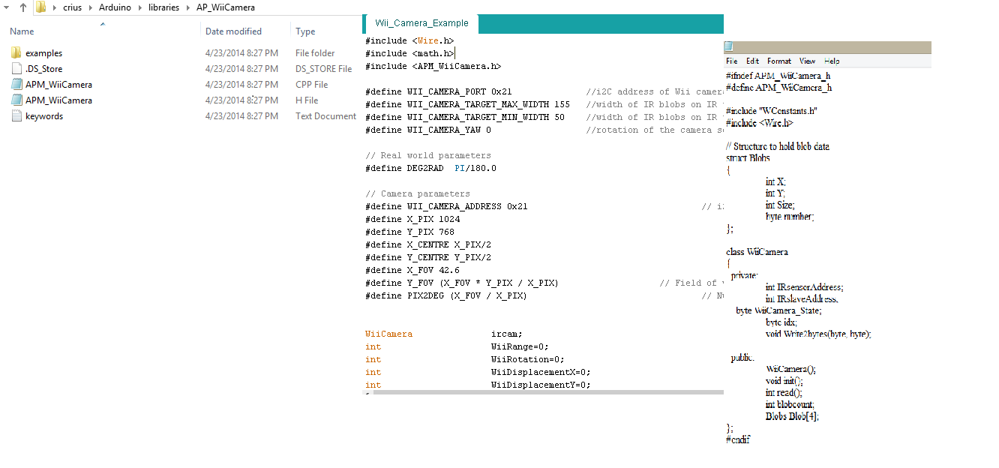 crius › Arduino › libraries › AP_WiiCamera
Name Date modified Type
examples 4/23/2014 8:27 PM File folder
.DS_Store 4/23/2014 8:27 PM DS_STORE File
APM_WiiCamera 4/23/2014 8:27 PM CPP File
APM_WiiCamera 4/23/2014 8:27 PM H File
keywords 4/23/2014 8:27 PM Text Document
Wii_Camera_Example
#include <Wire.h>
#include <math.h>
#include <APM_WiiCamera.h>
#define WII_CAMERA_PORT 0x21 //i2C address of Wii camer
#define WII_CAMERA_TARGET_MAX_WIDTH 155 //width of IR blobs on IR
#define WII_CAMERA_TARGET_MIN_WIDTH 50 //width of IR blobs on IR
#define WII_CAMERA_YAW 0 //rotation of the camera s
// Real world parameters
#define DEG2RAD PI/180.0
// Camera parameters
#define WII_CAMERA_ADDRESS 0x21 // i
#define X_PIX 1024
#define Y_PIX 768
#define X_CENTRE X_PIX/2
#define Y_CENTRE Y_PIX/2
#define X_FOV 42.6
#define Y_FOV (X_FOV * Y_PIX / X_PIX) // Field of
#define PIX2DEG (X_FOV / X_PIX) // N
WiiCamera ircam;
int WiiRange=0;
int WiiRotation=0;
int WiiDisplacementX=0;
int WiiDisplacementY=0;
File Edit Format View Help
#ifndef APM_WiiCamera_h
#define APM_WiiCamera_h
#include "WConstants.h"
#include <Wire.h>
// Structure to hold blob data
struct Blobs
{
int X;
int Y;
int Size;
byte number;
};
class WiiCamera
{
private:
int IRsensorAddress;
int IRslaveAddress;
byte WiiCamera_State;
byte idx;
void Write2bytes(byte, byte);
public:
WiiCamera();
void init();
int read();
int blobcount;
Blobs Blob[4];
};
#endif